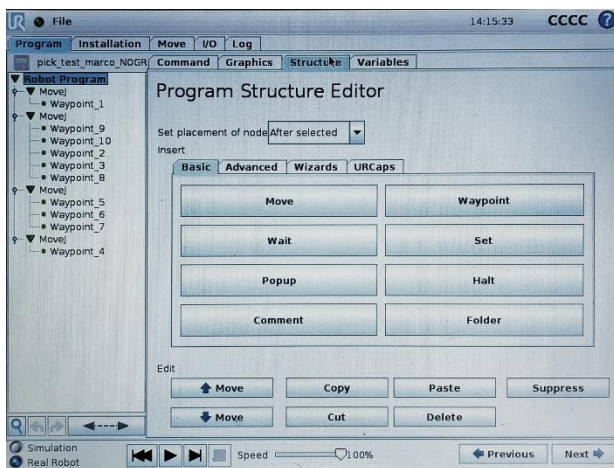 UR File 14:15:33 CCCC ?
Program Installation Move I/O Log
pick_test_marco_NOGR Command Graphics Structure Variables
Robot Program
MoveJ
Waypoint_1
MoveJ
Waypoint_9
Waypoint_10
Waypoint_2
Waypoint_3
Waypoint_8
MoveJ
Waypoint_5
Waypoint_6
Waypoint_7
MoveJ
Waypoint_4
Program Structure Editor
Set placement of node After selected
Insert
Basic Advanced Wizards URCaps
Move Waypoint
Wait Set
Popup Halt
Comment Folder
Edit
Move Copy Paste Suppress
Move Cut Delete
Simulation
Real Robot
Speed 100%
Previous Next